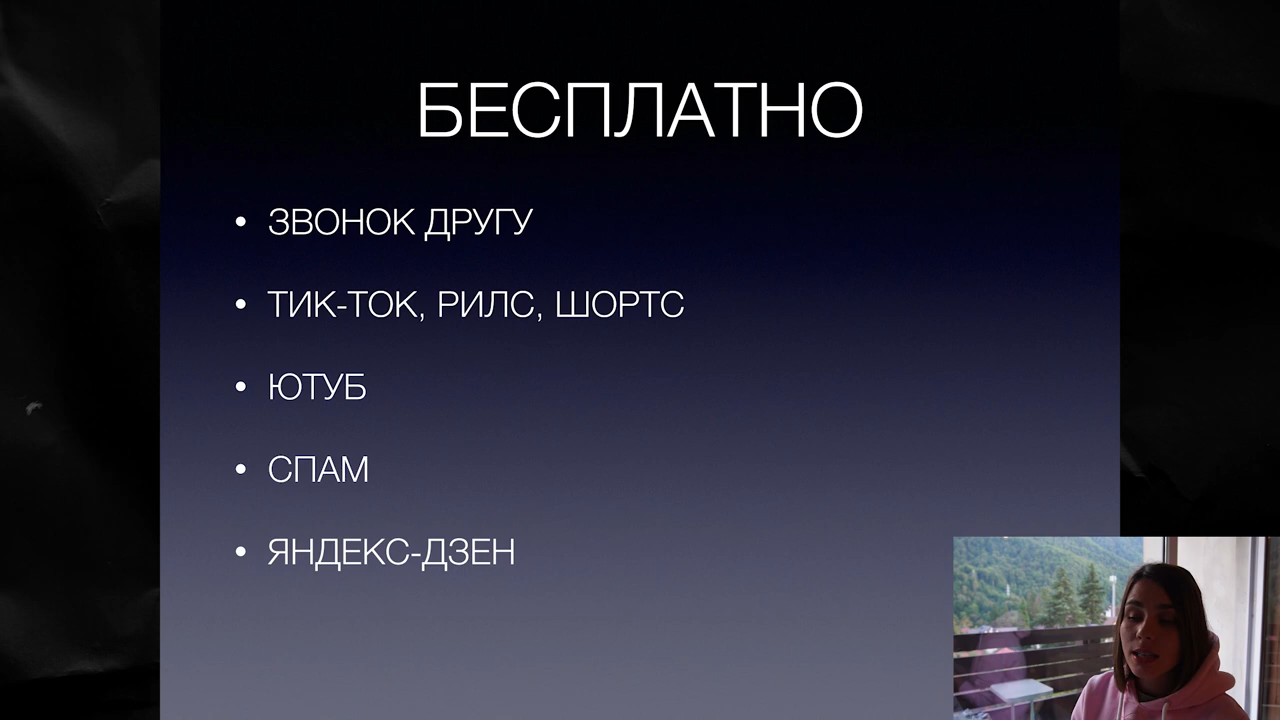 БЕСПЛАТНО
• ЗВОНОК ДРУГУ
• ТИК-ТОК, РИЛС, ШОРТС
• ЮТУБ
• СПАМ
• ЯНДЕКС-ДЗЕН